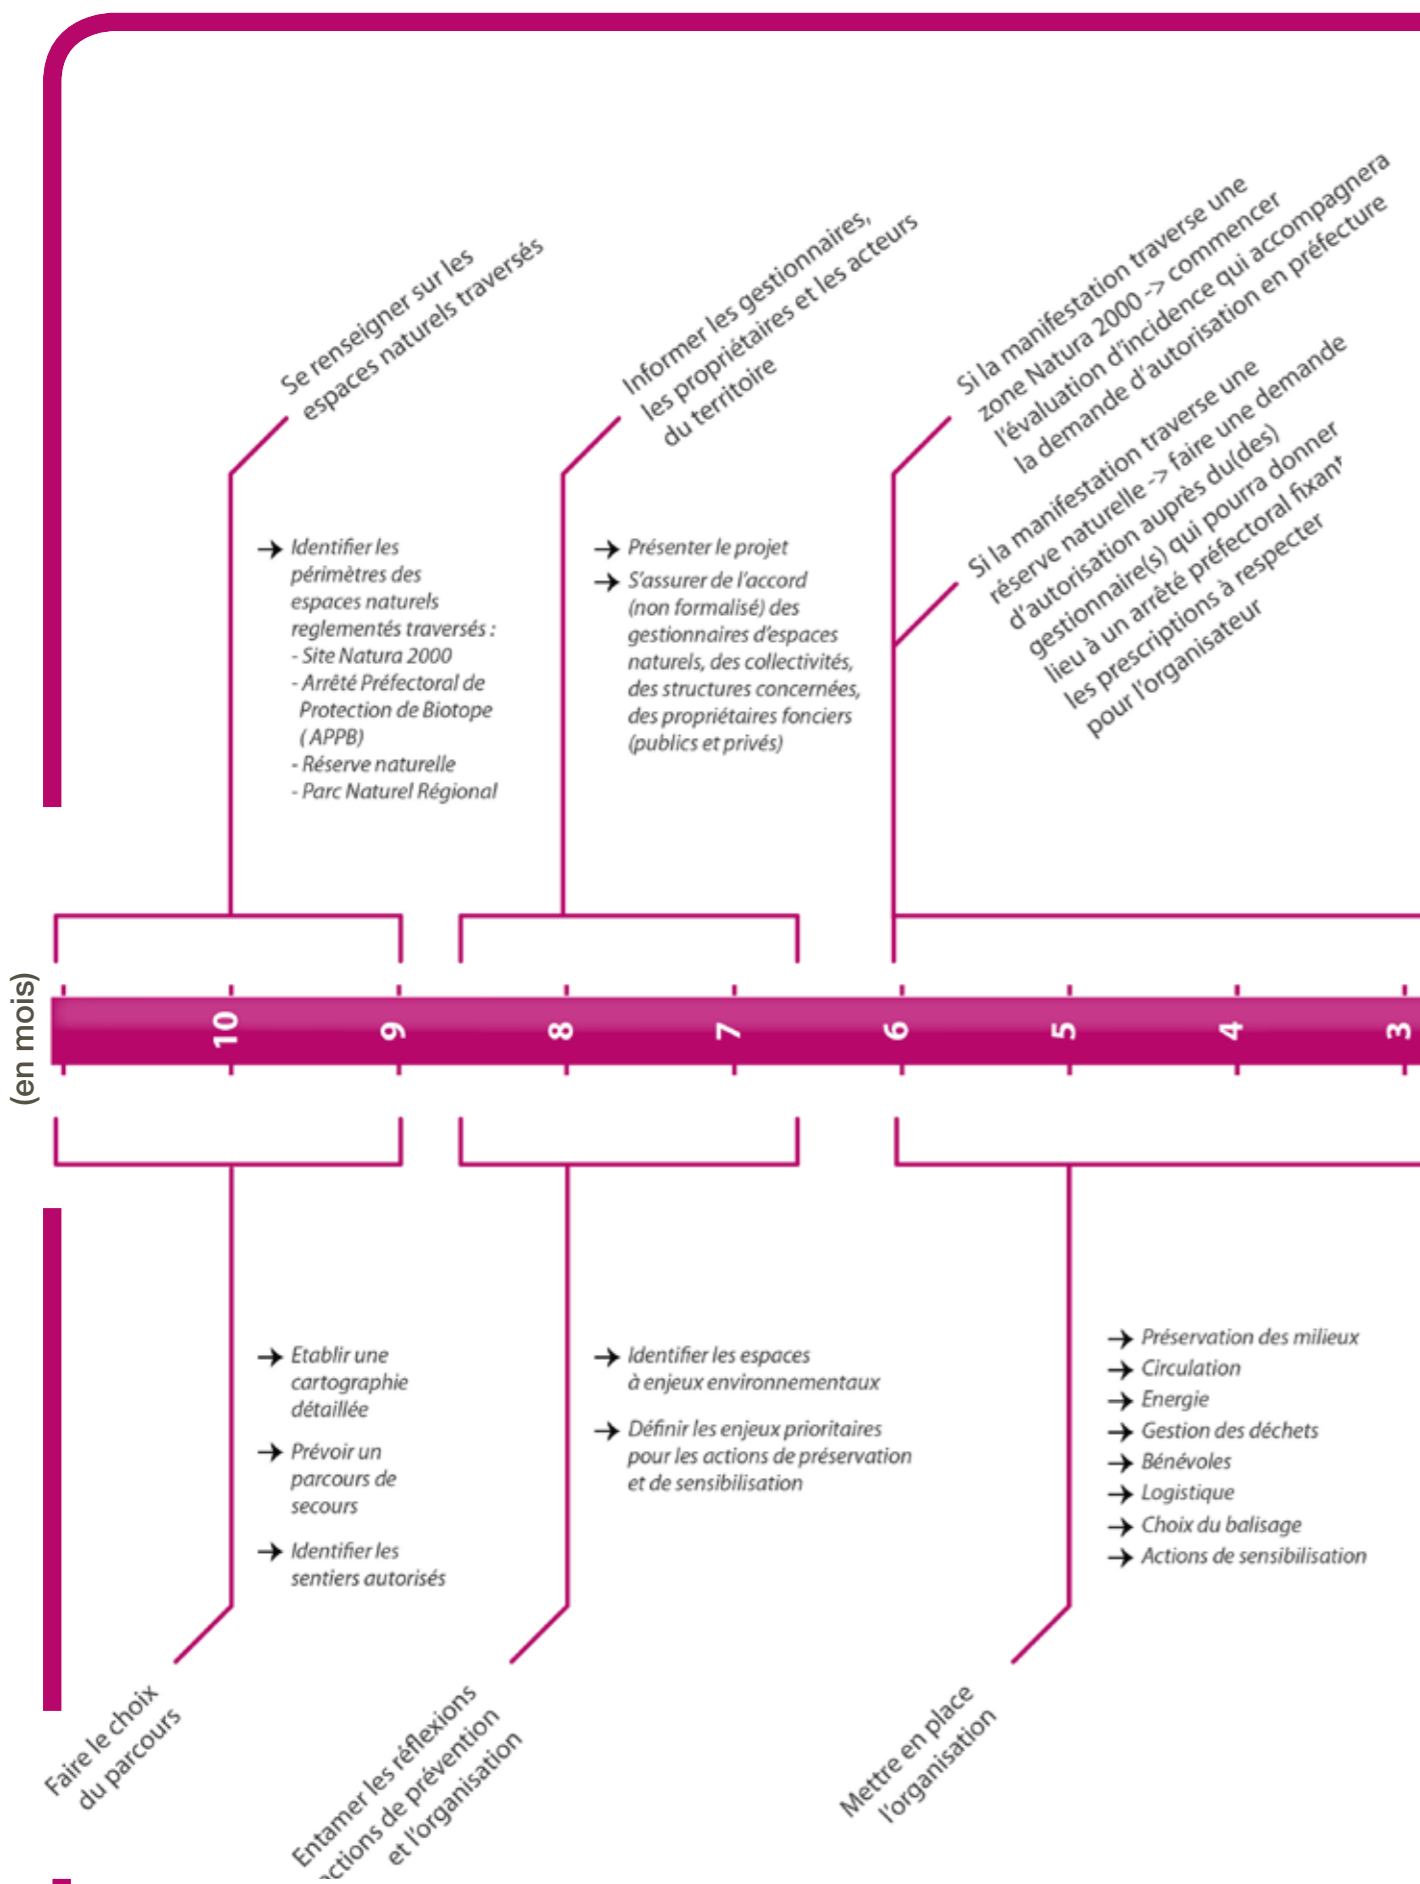 Se renseigner sur les
espaces naturels traversés
Identifier les
périmètres des
espaces naturels
reglementés traversés :
- Site Natura 2000
- Arrêté Préfectoral de
Protection de Biotope
( APPB)
- Réserve naturelle
- Parc Naturel Régional
Informer les gestionnaires,
les propriétaires et les acteurs
du territoire
Présenter le projet
S'assurer de l'accord
(non formalisé) des
gestionnaires d'espaces
naturels, des collectivités,
des structures concernées,
des propriétaires fonciers
(publics et privés)
Si la manifestation traverse une
zone Natura 2000 -> commencer
l'évaluation d'incidence qui accompagnera
la demande d'autorisation en préfecture
Si la manifestation traverse une
réserve naturelle -> faire une demande
d'autorisation auprès du(des)
gestionnaire(s) qui pourra donner
lieu à un arrêté préfectoral fixant
les prescriptions à respecter
pour l'organisateur
(en mois)
10
9
8
7
6
5
4
3
Etablir une
cartographie
détaillée
Prévoir un
parcours de
secours
Identifier les
sentiers autorisés
Faire le choix
du parcours
Identifier les espaces
à enjeux environnementaux
Définir les enjeux prioritaires
pour les actions de préservation
et de sensibilisation
Entamer les réflexions
ctions de prévention
et l'organisation
Préservation des milieux
Circulation
Energie
Gestion des déchets
Bénévoles
Logistique
Choix du balisage
Actions de sensibilisation
Mettre en place
l'organisation